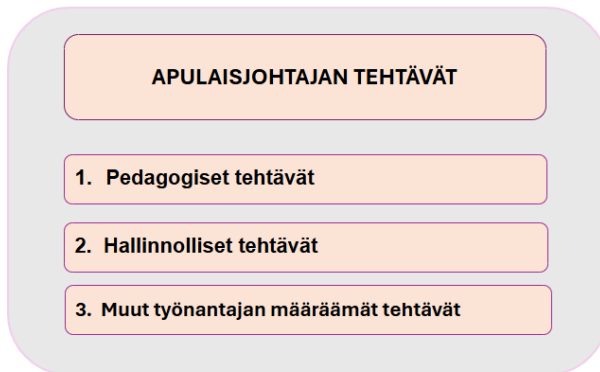 APULAISJOHTAJAN TEHTÄVÄT
1. Pedagogiset tehtävät
2. Hallinnolliset tehtävät
3. Muut työnantajan määräämät tehtävät